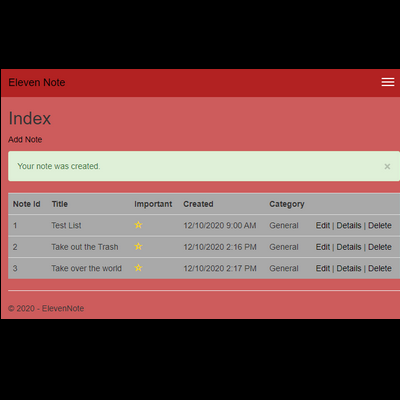 Eleven Note
Index
Add Note
Your note was created. ×
Note Id Title Important Created Category
1 Test List 12/10/2020 9:00 AM General Edit | Details | Delete
2 Take out the Trash 12/10/2020 2:16 PM General Edit | Details | Delete
3 Take over the world 12/10/2020 2:17 PM General Edit | Details | Delete
© 2020 - ElevenNote